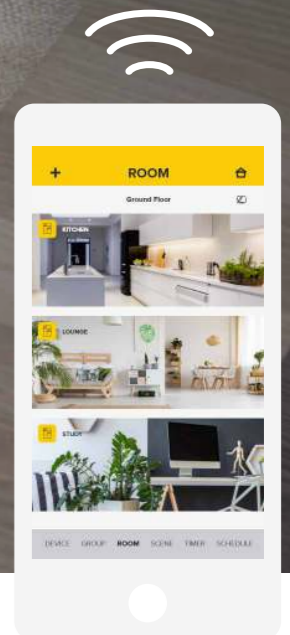 ROOM
Ground Floor
KITCHEN
LOUNGE
STUDY
DEVICE GROUP ROOM SCENE TIMER SCHEDULE